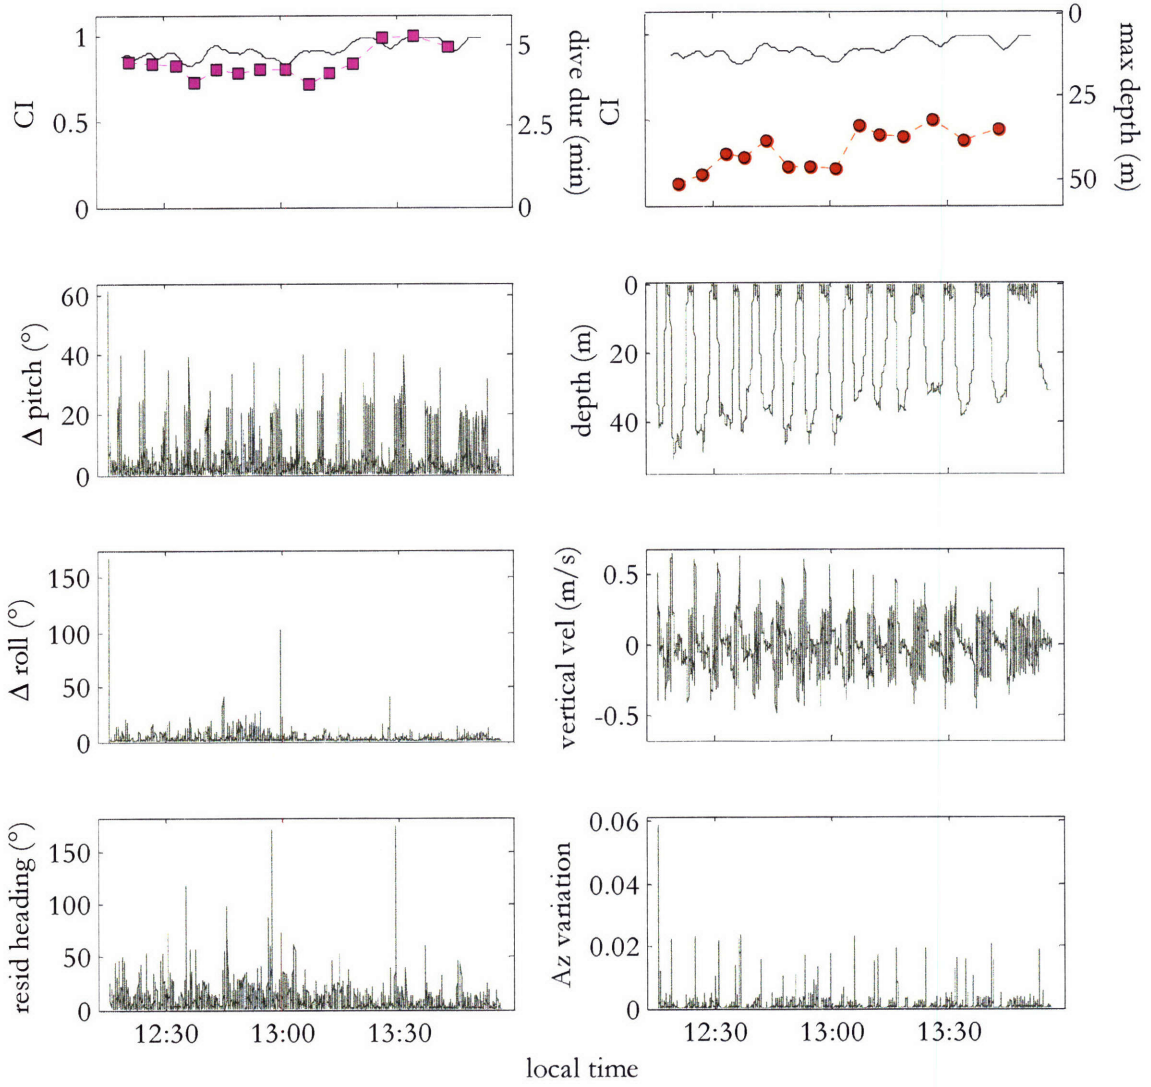 1
0.5
0
CI
5
2.5
0
dive dur (min)
CI
0
25
50
max depth (m)
60
40
20
0
Δ pitch (°)
0
20
40
depth (m)
150
100
50
0
Δ roll (°)
0.5
0
-0.5
vertical vel (m/s)
150
100
50
0
resid heading (°)
12:30 13:00 13:30
0.06
0.04
0.02
0
Az variation
12:30 13:00 13:30
local time